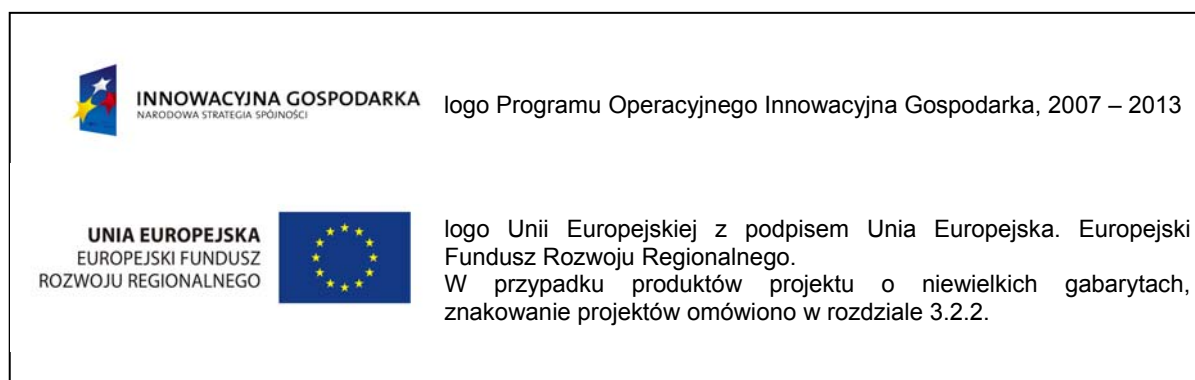 INNOWACYJNA GOSPODARKA
NARODOWA STRATEGIA SPÓJNOŚCI
logo Programu Operacyjnego Innowacyjna Gospodarka, 2007 – 2013
UNIA EUROPEJSKA
EUROPEJSKI FUNDUSZ
ROZWOJU REGIONALNEGO
logo Unii Europejskiej z podpisem Unia Europejska. Europejski
Fundusz Rozwoju Regionalnego.
W przypadku produktów projektu o niewielkich gabarytach,
znakowanie projektów omówiono w rozdziale 3.2.2.